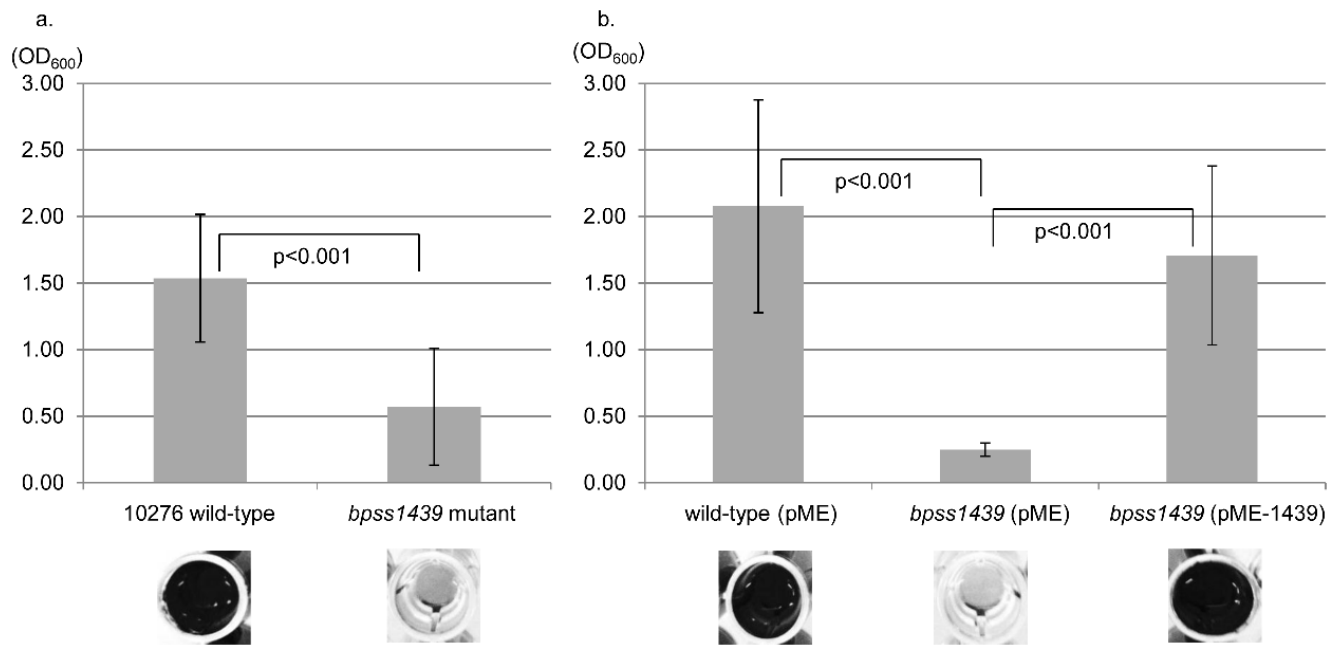 a.
(OD600)
3.00
2.50
2.00
1.50
1.00
0.50
0.00
p<0.001
10276 wild-type
bpss1439 mutant
b.
(OD600)
3.00
2.50
2.00
1.50
1.00
0.50
0.00
p<0.001
p<0.001
wild-type (pME)
bpss1439 (pME)
bpss1439 (pME-1439)